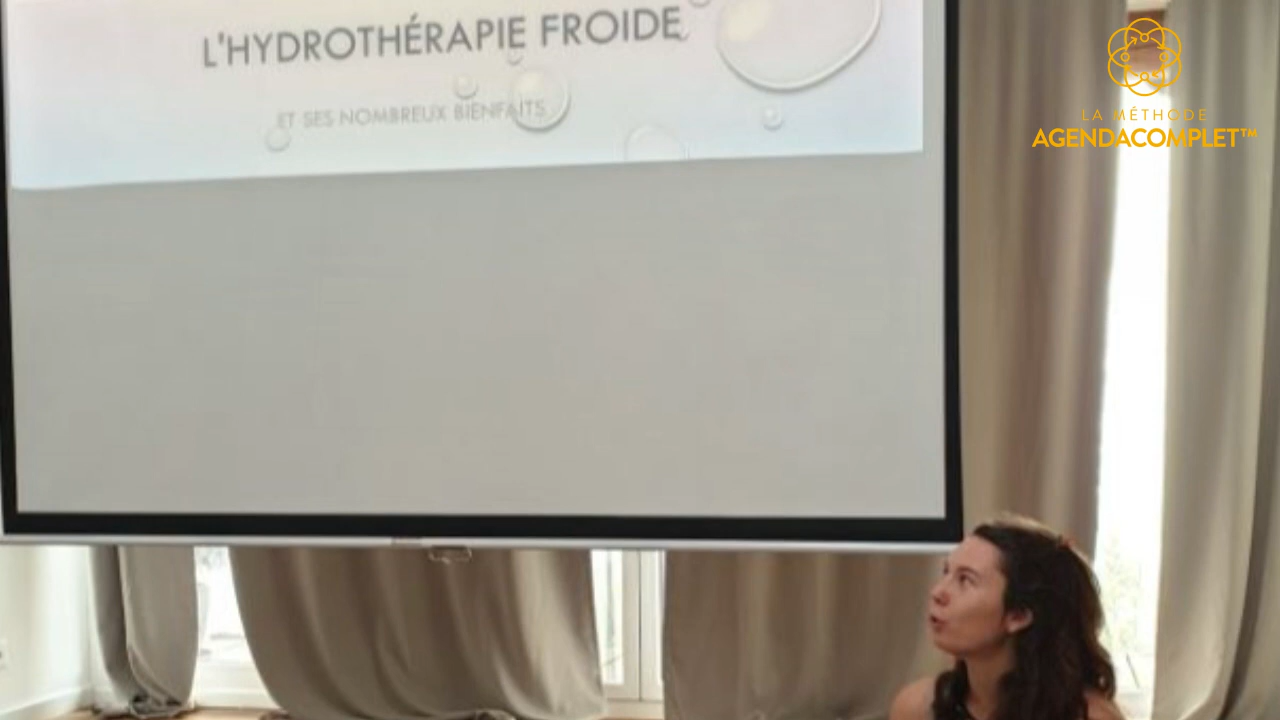 L'HYDROTHÉRAPIE FROIDE
ET SES NOMBREUX BIENFAITS
LA MÉTHODE
AGENDACOMPLET™